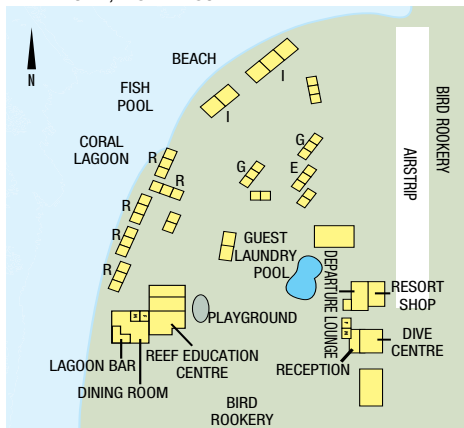 BEACH
N
FISH
POOL
I
I
CORAL
LAGOON
BIRD ROOKERY
G
R
R
G
E
AIRSTRIP
R
R
GUEST
LAUNDRY
POOL
R
DEPARTURE LOUNGE
RESORT
SHOP
PLAYGROUND
DIVE
CENTRE
LAGOON BAR
REEF EDUCATION
CENTRE
RECEPTION
DINING ROOM
BIRD
ROOKERY